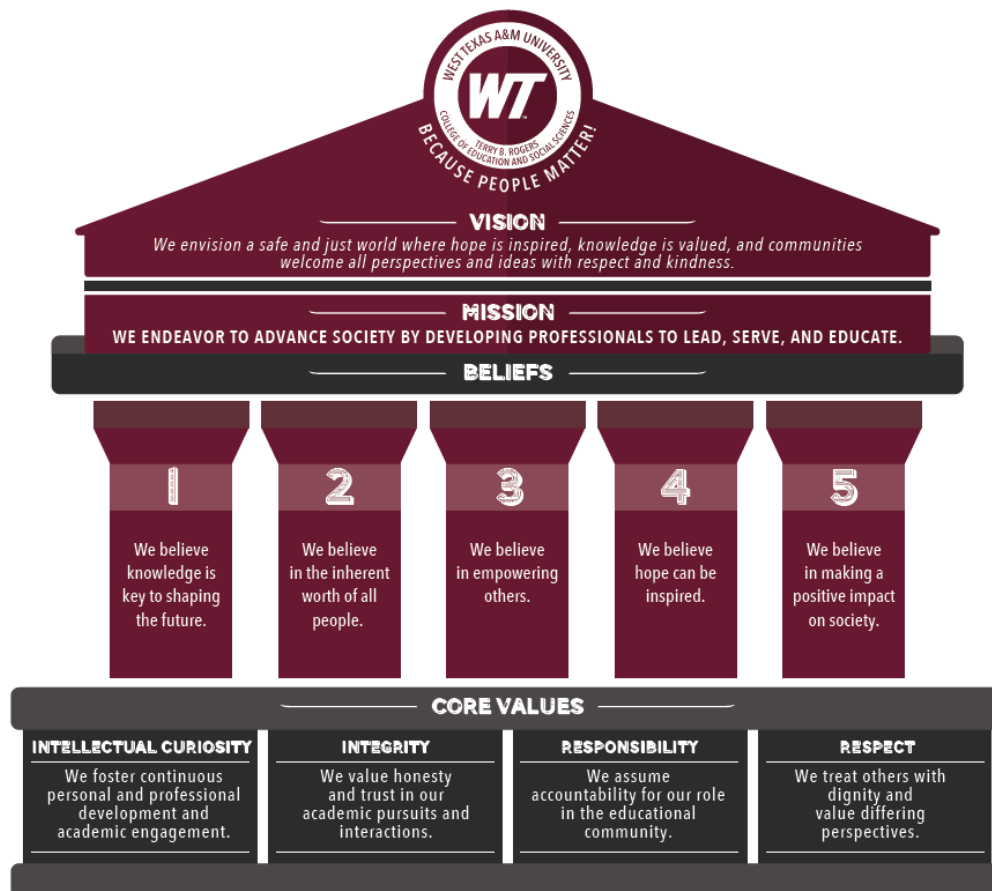 WEST TEXAS A&M UNIVERSITY
WT
TERRY B. ROGERS
COLLEGE OF EDUCATION AND SOCIAL SCIENCES
BECAUSE PEOPLE MATTER!
VISION
We envision a safe and just world where hope is inspired, knowledge is valued, and communities
welcome all perspectives and ideas with respect and kindness.
MISSION
WE ENDEAVOR TO ADVANCE SOCIETY BY DEVELOPING PROFESSIONALS TO LEAD, SERVE, AND EDUCATE.
BELIEFS
1
We believe
knowledge is
key to shaping
the future.
2
We believe
in the inherent
worth of all
people.
3
We believe
in empowering
others.
4
We believe
hope can be
inspired.
5
We believe
in making a
positive impact
on society.
CORE VALUES
INTELLECTUAL CURIOSITY
We foster continuous
personal and professional
development and
academic engagement.
INTEGRITY
We value honesty
and trust in our
academic pursuits and
interactions.
RESPONSIBILITY
We assume
accountability for our role
in the educational
community.
RESPECT
We treat others with
dignity and
value differing
perspectives.